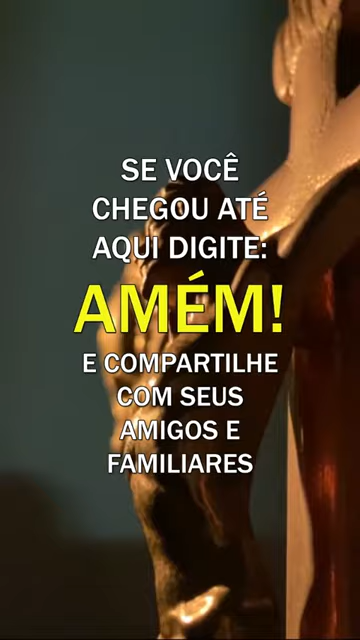 SE VOCÊ
CHEGOU ATÉ
AQUI DIGITE:
AMÉM!
E COMPARTILHE
COM SEUS
AMIGOS E
FAMILIARES